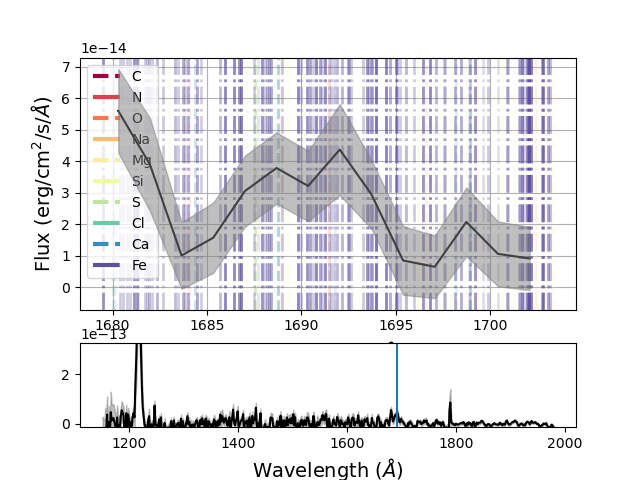 1e−14
7
6
5
4
3
2
1
0
C
N
O
Na
Mg
Si
S
Cl
Ca
Fe
Flux (erg/cm²/s/Å)
1680 1685 1690 1695 1700
1e−13
2
0
1200 1400 1600 1800 2000
Wavelength (Å)